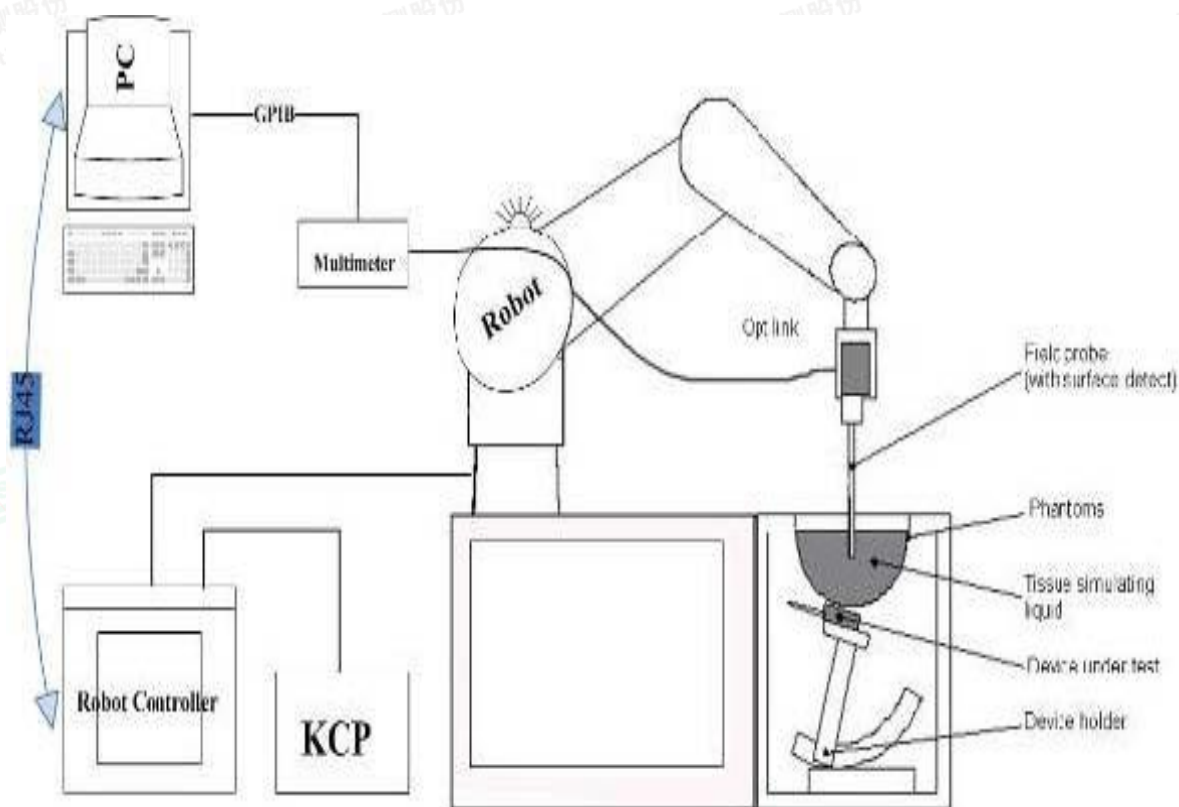 PC
GPIB
Multimeter
Robot
Opt link
Field probe
(with surface detect)
RJ45
Phantoms
Tissue simulating
liquid
Device under test
Robot Controller
KCP
Device holder